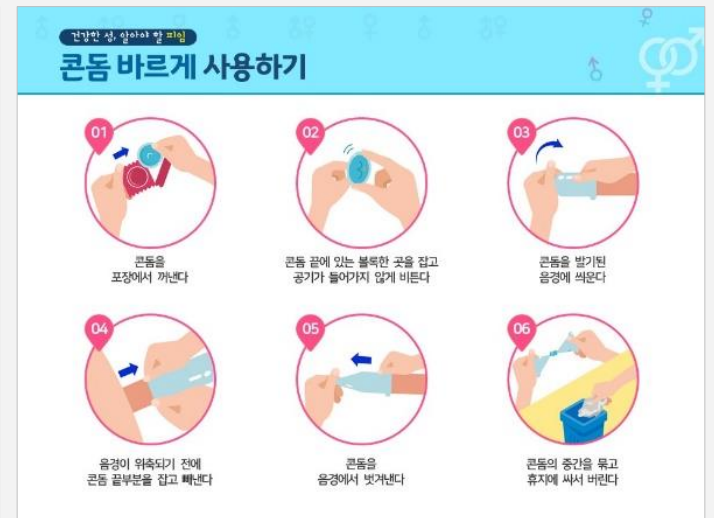 건강한 성, 알아야 할 피임
콘돔 바르게 사용하기
01
콘돔을
포장에서 꺼낸다
02
콘돔 끝에 있는 볼록한 곳을 잡고
공기가 들어가지 않게 비튼다
03
콘돔을 발기된
음경에 씌운다
04
음경이 위축되기 전에
콘돔 끝부분을 잡고 빼낸다
05
콘돔을
음경에서 벗겨낸다
06
콘돔의 중간을 묶고
휴지에 싸서 버린다